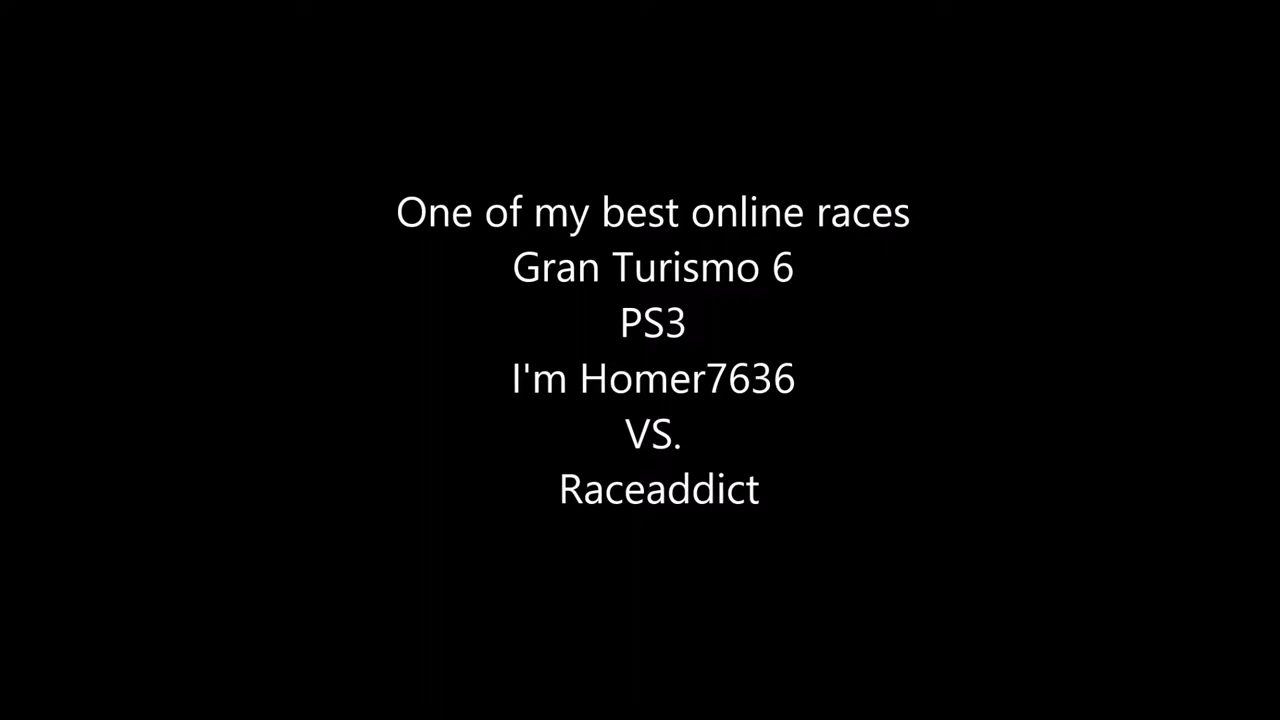 One of my best online races
Gran Turismo 6
PS3
I'm Homer7636
VS.
Raceaddict